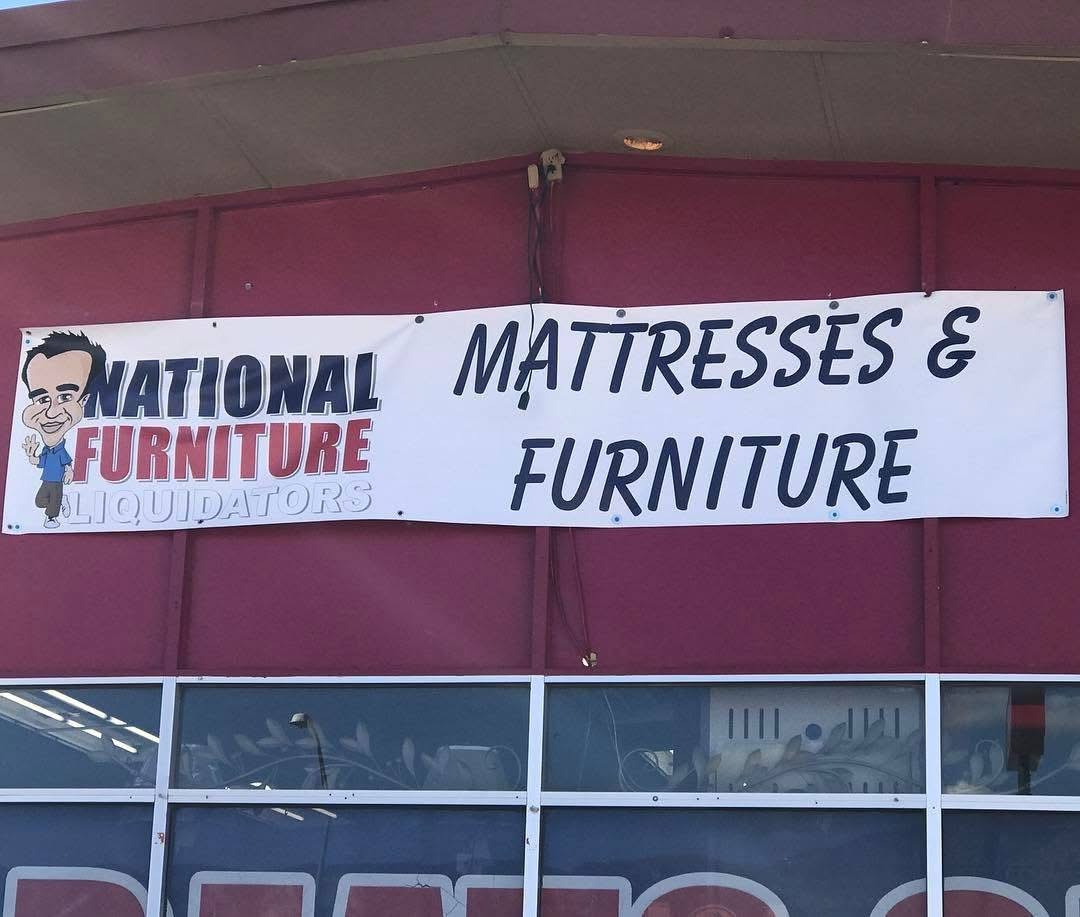 NATIONAL
FURNITURE
LIQUIDATORS
MATTRESSES &
FURNITURE